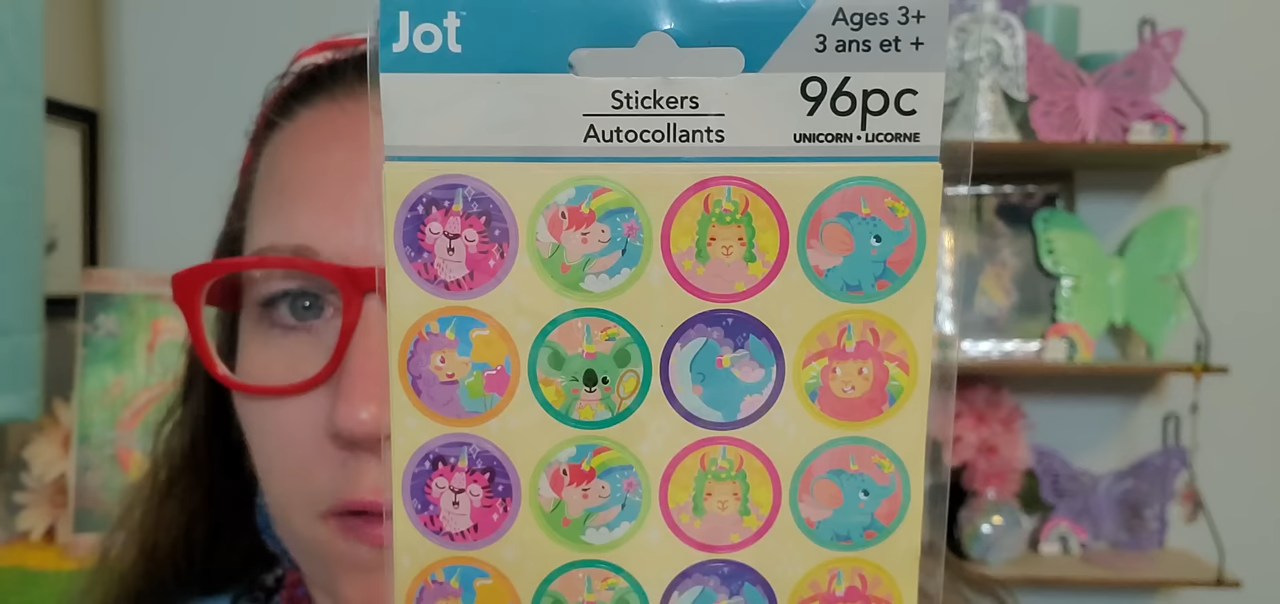 Jot
Ages 3+
3 ans et +
Stickers
Autocollants
96pc
UNICORN • LICORNE